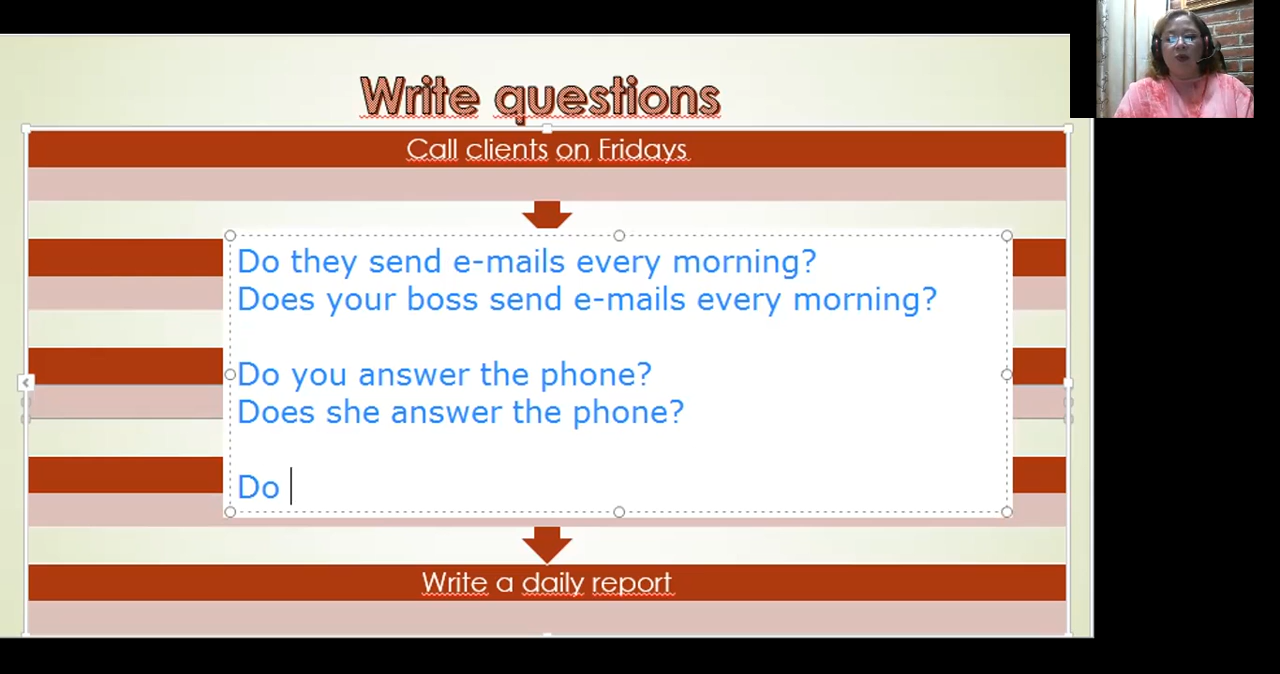 Write questions
Call clients on Fridays
Do they send e-mails every morning?
Does your boss send e-mails every morning?
Do you answer the phone?
Does she answer the phone?
Do
Write a daily report